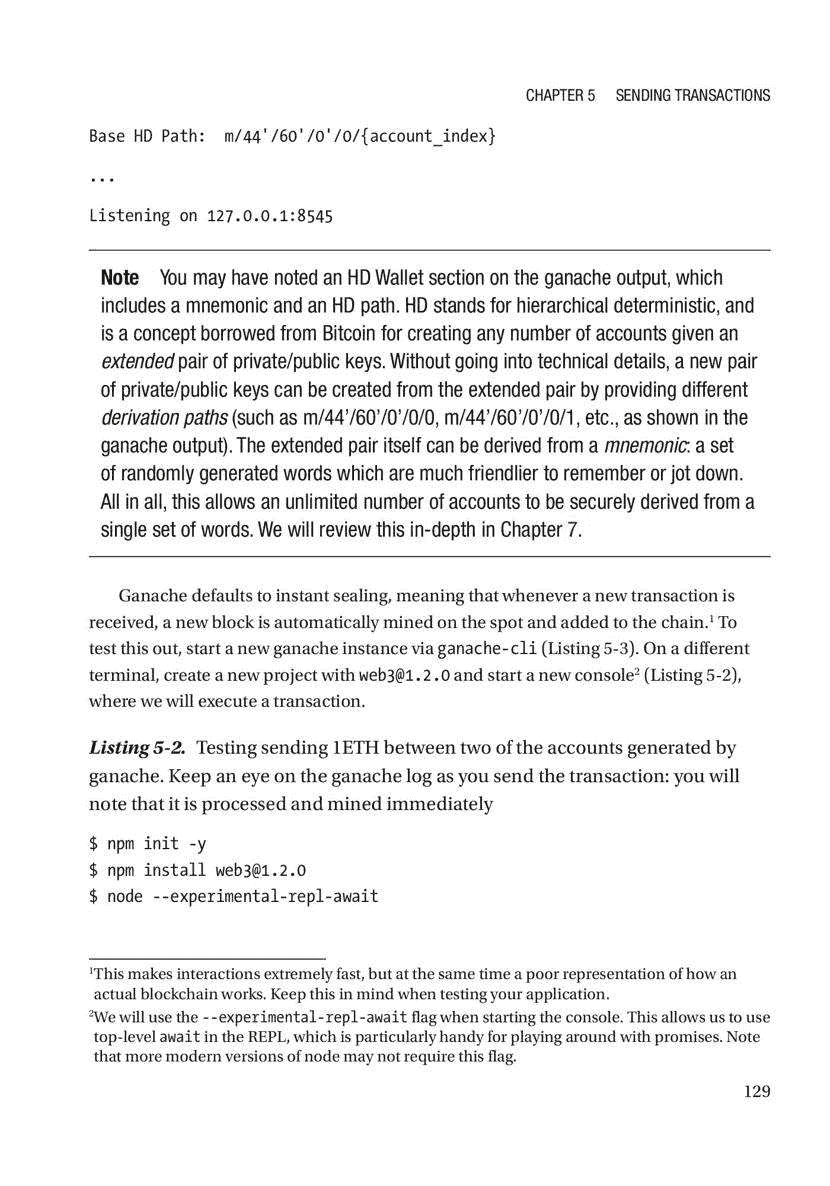 CHAPTER 5 SENDING TRANSACTIONS
Base HD Path: m/44'/60'/0'/0/{account_index}
...
Listening on 127.0.0.1:8545
Note You may have noted an HD Wallet section on the ganache output, which
includes a mnemonic and an HD path. HD stands for hierarchical deterministic, and
is a concept borrowed from Bitcoin for creating any number of accounts given an
extended pair of private/public keys. Without going into technical details, a new pair
of private/public keys can be created from the extended pair by providing different
derivation paths (such as m/44’/60’/0’/0/0, m/44’/60’/0’/0/1, etc., as shown in the
ganache output). The extended pair itself can be derived from a mnemonic: a set
of randomly generated words which are much friendlier to remember or jot down.
All in all, this allows an unlimited number of accounts to be securely derived from a
single set of words. We will review this in-depth in Chapter 7.
Ganache defaults to instant sealing, meaning that whenever a new transaction is
received, a new block is automatically mined on the spot and added to the chain.¹ To
test this out, start a new ganache instance via ganache-cli (Listing 5-3). On a different
terminal, create a new project with web3@1.2.0 and start a new console² (Listing 5-2),
where we will execute a transaction.
Listing 5-2. Testing sending 1ETH between two of the accounts generated by
ganache. Keep an eye on the ganache log as you send the transaction: you will
note that it is processed and mined immediately
$ npm init -y
$ npm install web3@1.2.0
$ node --experimental-repl-await
¹This makes interactions extremely fast, but at the same time a poor representation of how an
actual blockchain works. Keep this in mind when testing your application.
²We will use the --experimental-repl-await flag when starting the console. This allows us to use
top-level await in the REPL, which is particularly handy for playing around with promises. Note
that more modern versions of node may not require this flag.
129